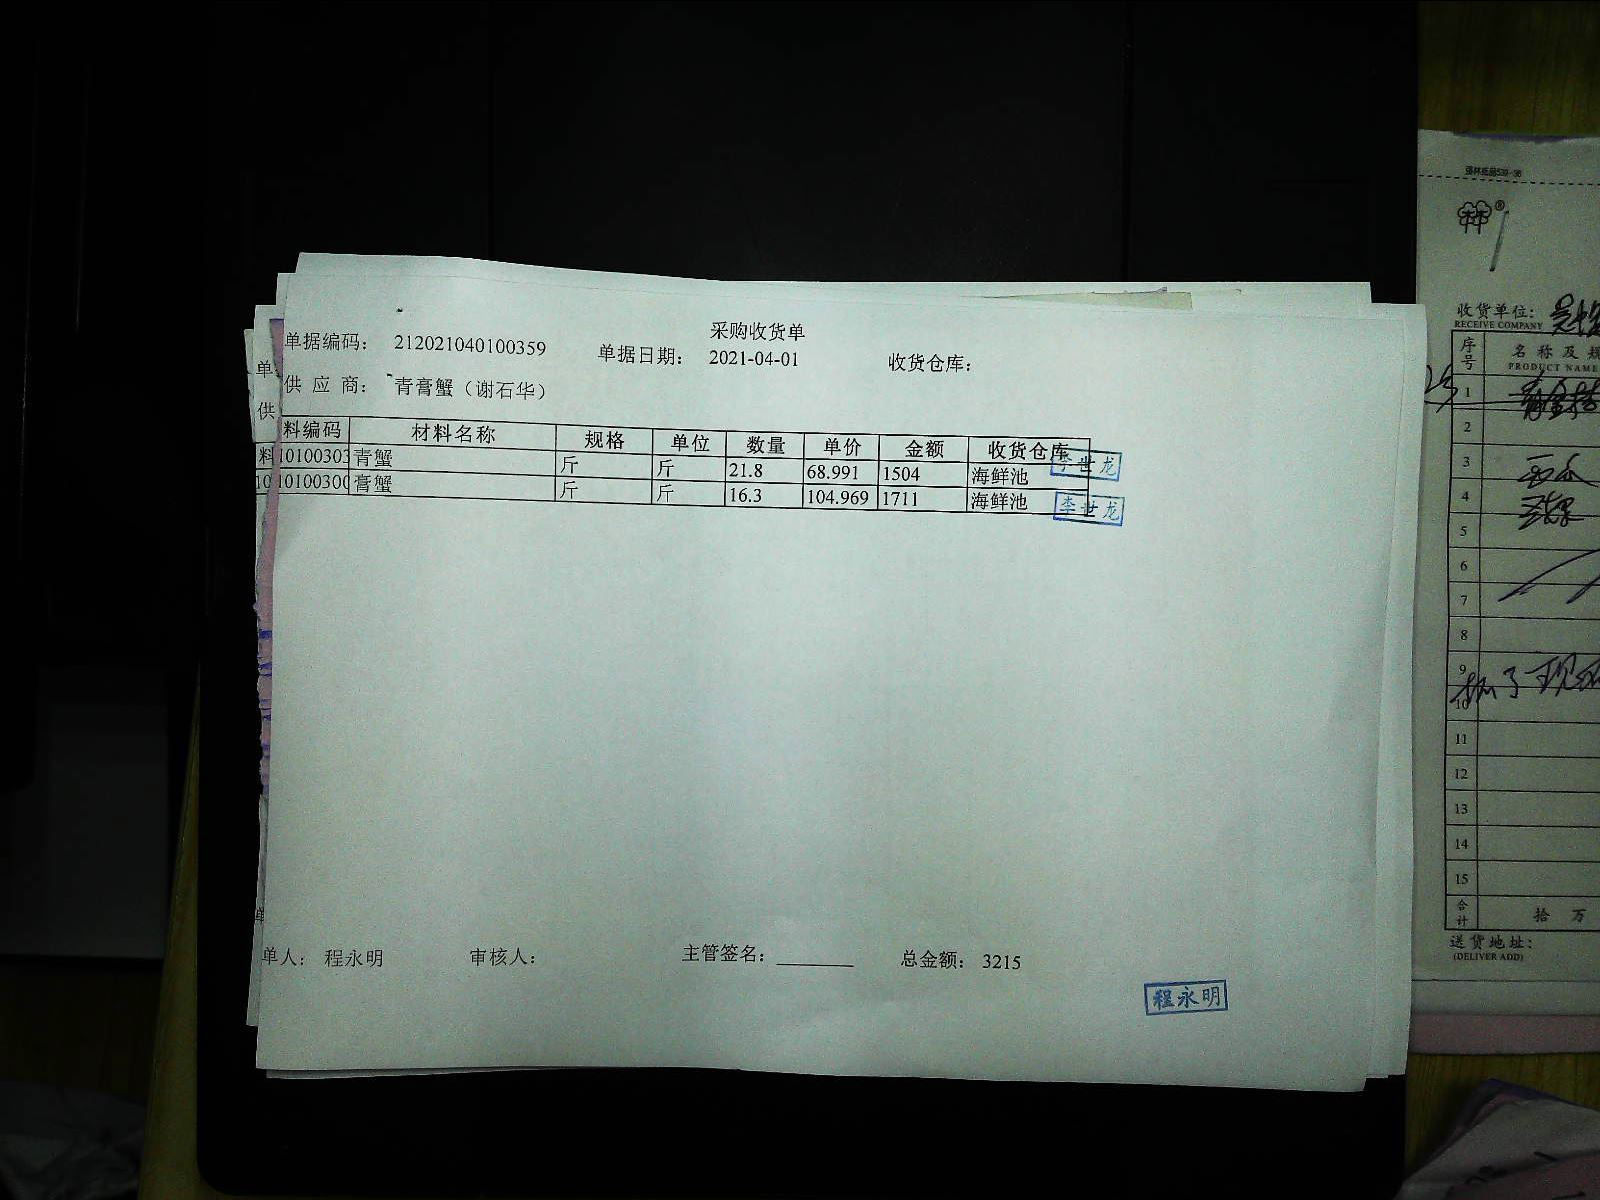 采购收货单
单据编码： 212021040100359 单据日期： 2021-04-01 收货仓库：
供 应 商： 青膏蟹（谢石华）
料编码 材料名称 规格 单位 数量 单价 金额 收货仓库
10100303 青蟹 斤 斤 21.8 68.991 1504 海鲜池 李世龙
10100300 膏蟹 斤 斤 16.3 104.969 1711 海鲜池 李世龙
单人： 程永明 审核人： 主管签名： 总金额： 3215
程永明
单
供
料
10
单
收货单位：
RECEIVE COMPANY
序号 名 称 及 规
PRODUCT NAME
1
2
3
4
5
6
7
8
9
10
11
12
13
14
15
合计 拾 万
送 货 地 址：
(DELIVER ADD)